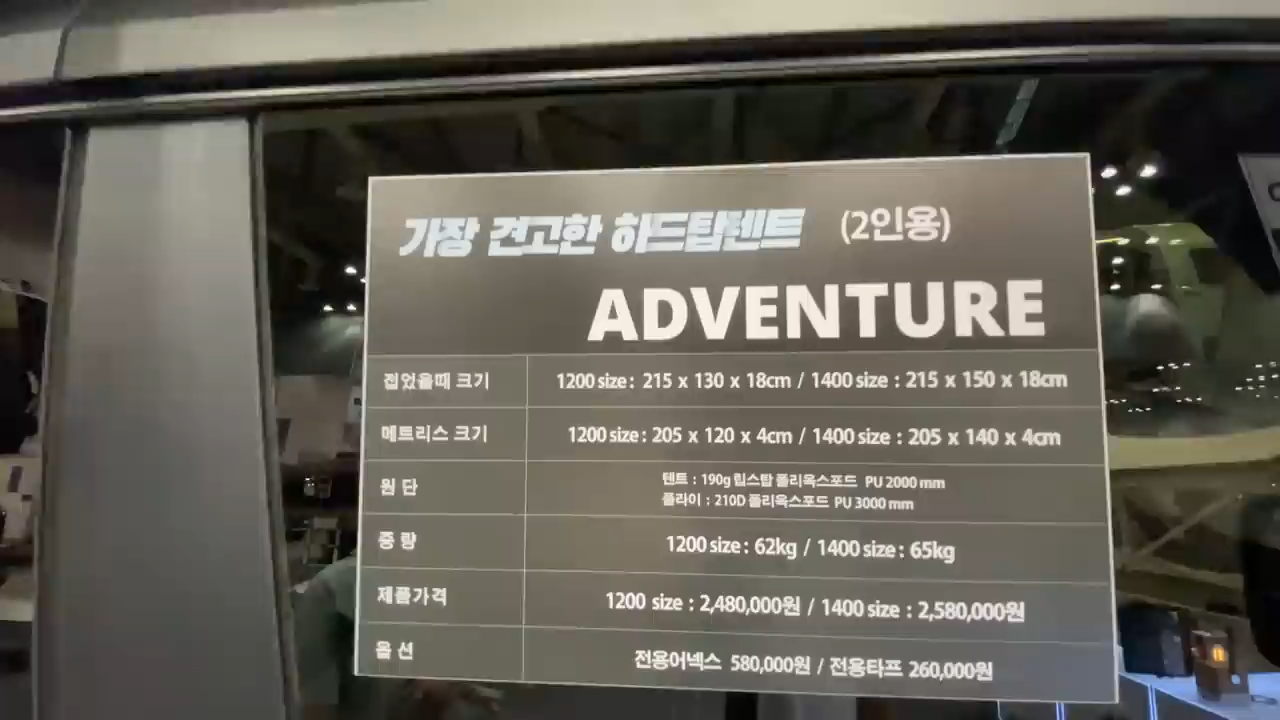 가장 견고한 하드탑텐트 (2인용)
ADVENTURE
접었을때 크기 1200 size : 215 x 130 x 18cm / 1400 size : 215 x 150 x 18cm
메트리스 크기 1200 size : 205 x 120 x 4cm / 1400 size : 205 x 140 x 4cm
원 단 텐트 : 190g 립스탑 폴리옥스포드 PU 2000 mm
플라이 : 210D 폴리옥스포드 PU 3000 mm
중 량 1200 size : 62kg / 1400 size : 65kg
제품가격 1200 size : 2,480,000원 / 1400 size : 2,580,000원
옵 션 전용어넥스 580,000원 / 전용타프 260,000원